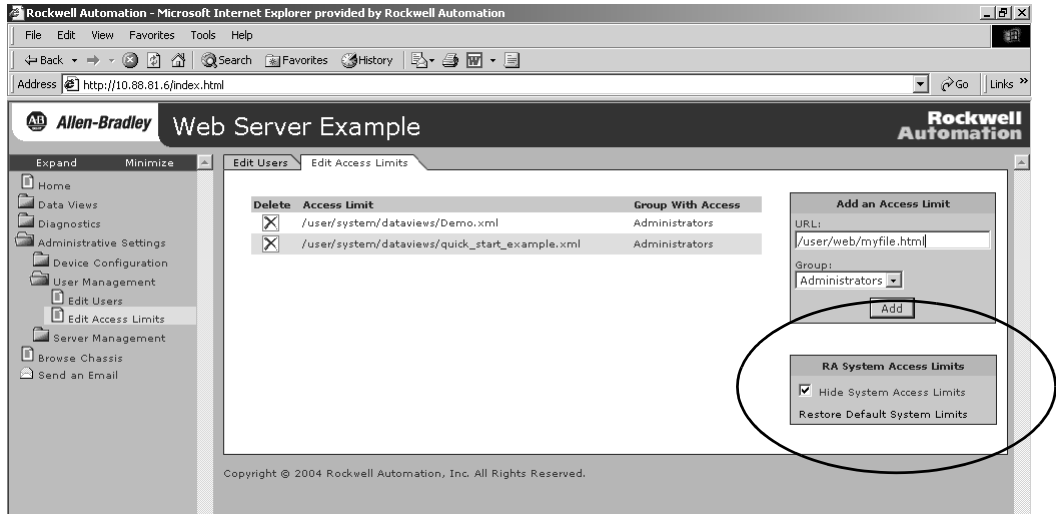 Rockwell Automation - Microsoft Internet Explorer provided by Rockwell Automation
File Edit View Favorites Tools Help
Back Search Favorites History
Address http://10.88.81.6/index.html Go Links »
AB Allen-Bradley Web Server Example Rockwell Automation
Expand Minimize
Home
Data Views
Diagnostics
Administrative Settings
Device Configuration
User Management
Edit Users
Edit Access Limits
Server Management
Browse Chassis
Send an Email
Edit Users Edit Access Limits
Delete Access Limit Group With Access
/user/system/dataviews/Demo.xml Administrators
/user/system/dataviews/quick_start_example.xml Administrators
Add an Access Limit
URL:
/user/web/myfile.html
Group:
Administrators
Add
RA System Access Limits
Hide System Access Limits
Restore Default System Limits
Copyright © 2004 Rockwell Automation, Inc. All Rights Reserved.